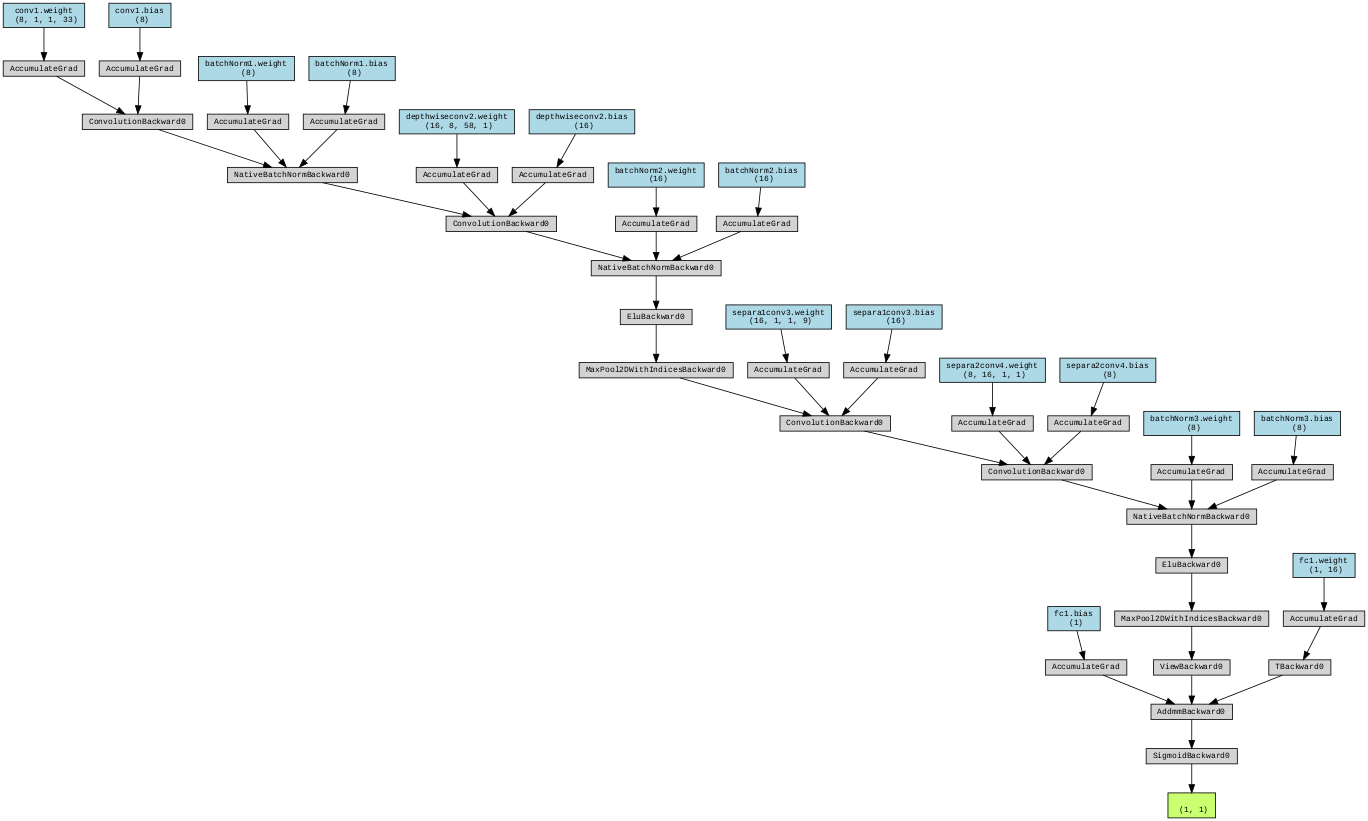 conv1.weight
(8, 1, 1, 33)
conv1.bias
(8)
AccumulateGrad
AccumulateGrad
batchNorm1.weight
(8)
batchNorm1.bias
(8)
ConvolutionBackward0
AccumulateGrad
AccumulateGrad
depthwiseconv2.weight
(16, 8, 58, 1)
depthwiseconv2.bias
(16)
NativeBatchNormBackward0
AccumulateGrad
AccumulateGrad
batchNorm2.weight
(16)
batchNorm2.bias
(16)
ConvolutionBackward0
AccumulateGrad
AccumulateGrad
NativeBatchNormBackward0
EluBackward0
separa1conv3.weight
(16, 1, 1, 9)
separa1conv3.bias
(16)
MaxPool2DWithIndicesBackward0
AccumulateGrad
AccumulateGrad
separa2conv4.weight
(8, 16, 1, 1)
separa2conv4.bias
(8)
ConvolutionBackward0
AccumulateGrad
AccumulateGrad
batchNorm3.weight
(8)
batchNorm3.bias
(8)
ConvolutionBackward0
AccumulateGrad
AccumulateGrad
NativeBatchNormBackward0
EluBackward0
fc1.weight
(1, 16)
fc1.bias
(1)
MaxPool2DWithIndicesBackward0
AccumulateGrad
AccumulateGrad
ViewBackward0
TBackward0
AddmmBackward0
SigmoidBackward0
(1, 1)